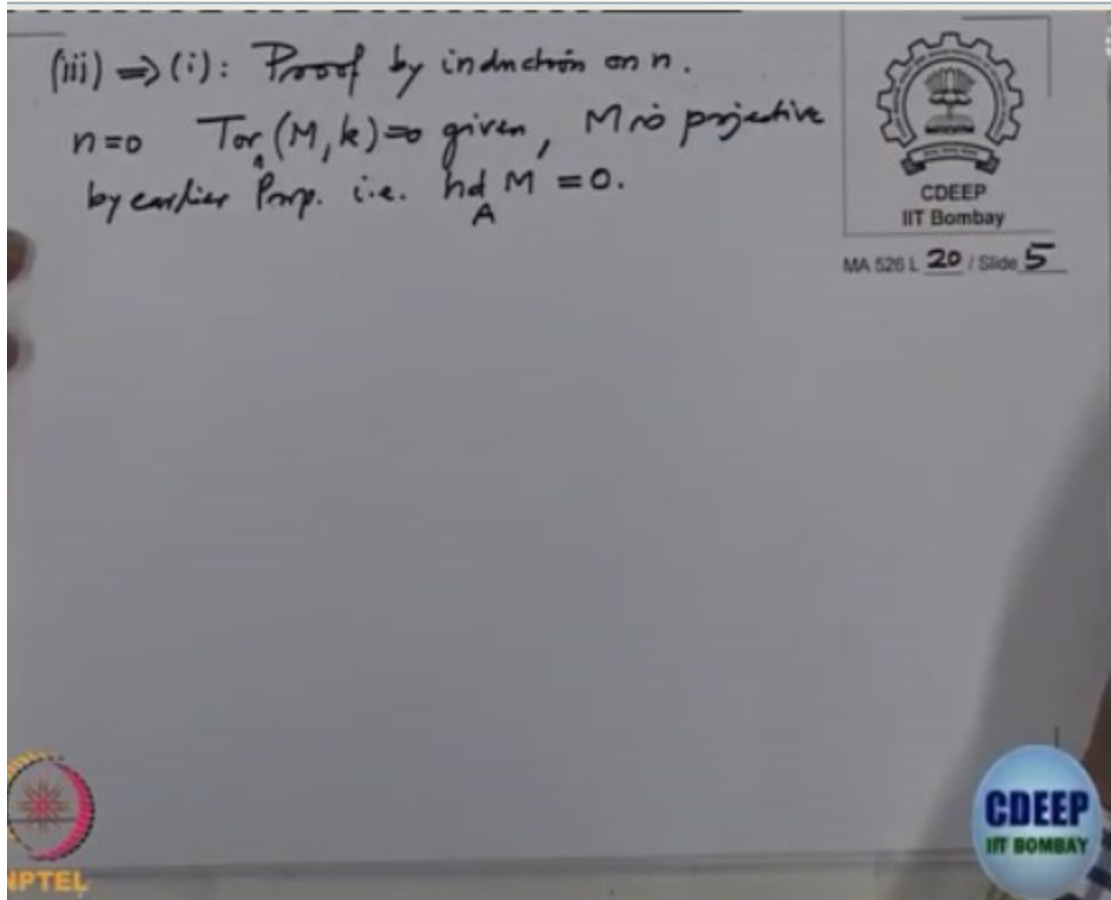 (iii) ⇒ (i): Proof by induction on n.
n=0 Tor₁(M,k)=0 given, M is projective
by earlier Prop. i.e. hd_A M = 0.
CDEEP
IIT Bombay
MA 526 L 20 / Slide 5
NPTEL
CDEEP
IIT BOMBAY